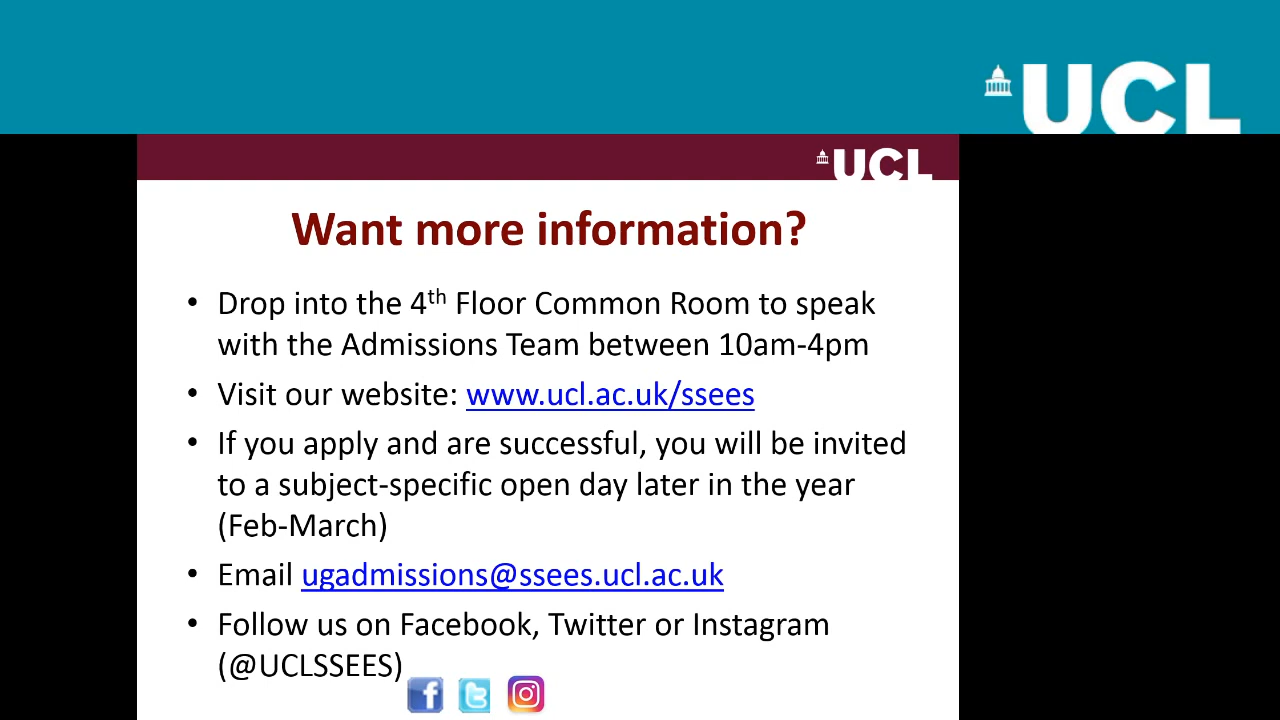 UCL
UCL
Want more information?
• Drop into the 4th Floor Common Room to speak
with the Admissions Team between 10am-4pm
• Visit our website: www.ucl.ac.uk/ssees
• If you apply and are successful, you will be invited
to a subject-specific open day later in the year
(Feb-March)
• Email ugadmissions@ssees.ucl.ac.uk
• Follow us on Facebook, Twitter or Instagram
(@UCLSSEES)